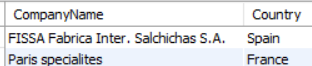 CompanyName Country
FISSA Fabrica Inter. Salchichas S.A. Spain
Paris specialites France